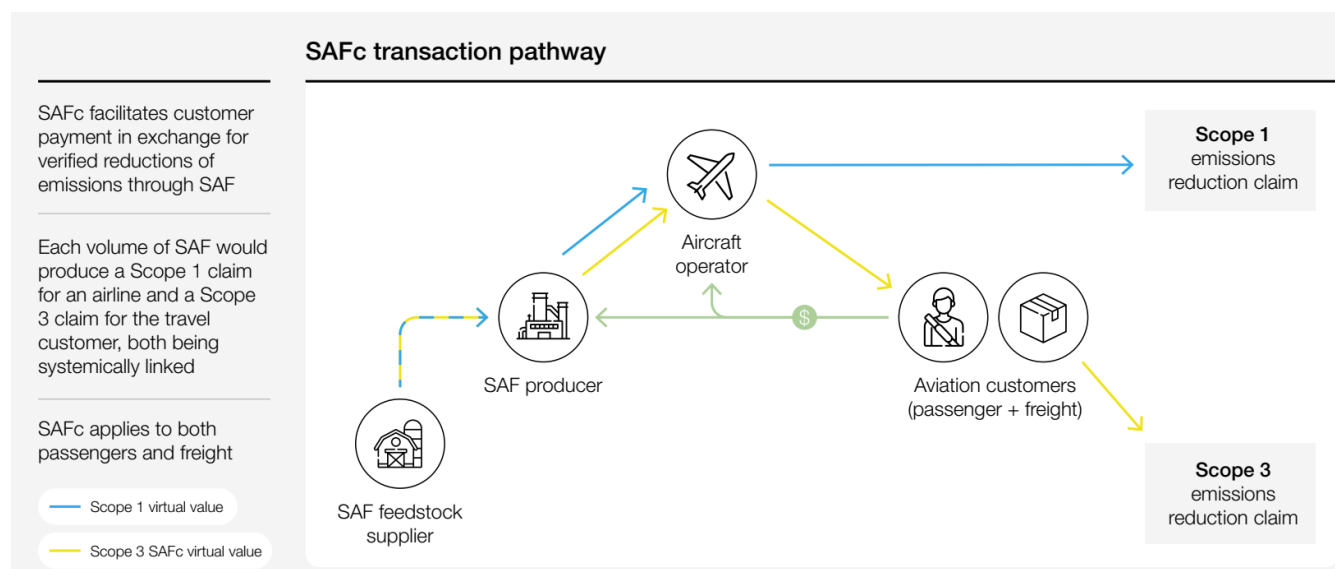 SAFc transaction pathway
SAFc facilitates customer
payment in exchange for
verified reductions of
emissions through SAF
Each volume of SAF would
produce a Scope 1 claim
for an airline and a Scope
3 claim for the travel
customer, both being
systemically linked
SAFc applies to both
passengers and freight
Scope 1 virtual value
Scope 3 SAFc virtual value
SAF feedstock
supplier
SAF producer
Aircraft
operator
$
Aviation customers
(passenger + freight)
Scope 1
emissions
reduction claim
Scope 3
emissions
reduction claim